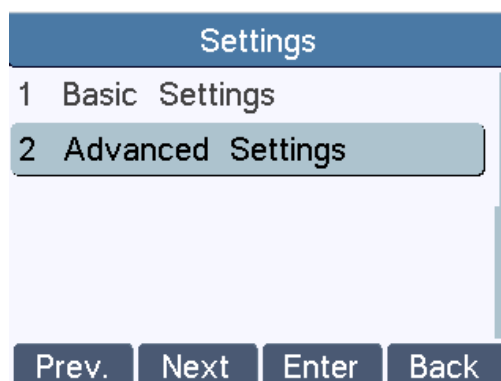 Settings
1 Basic Settings
2 Advanced Settings
Prev. Next Enter Back